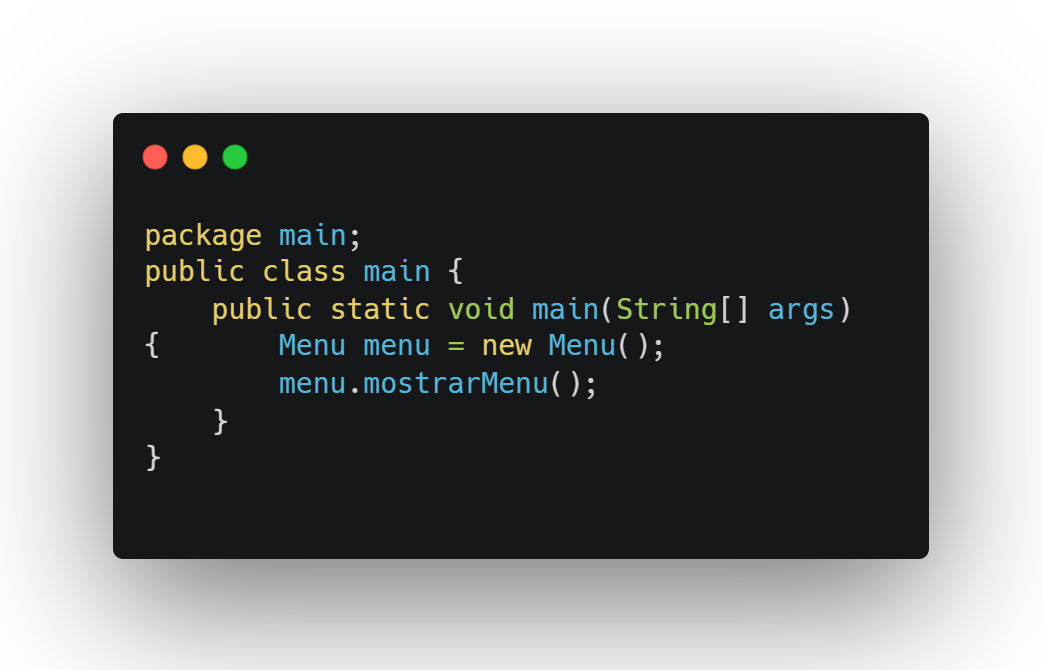 package main;
public class main {
    public static void main(String[] args)
{       Menu menu = new Menu();
        menu.mostrarMenu();
    }
}